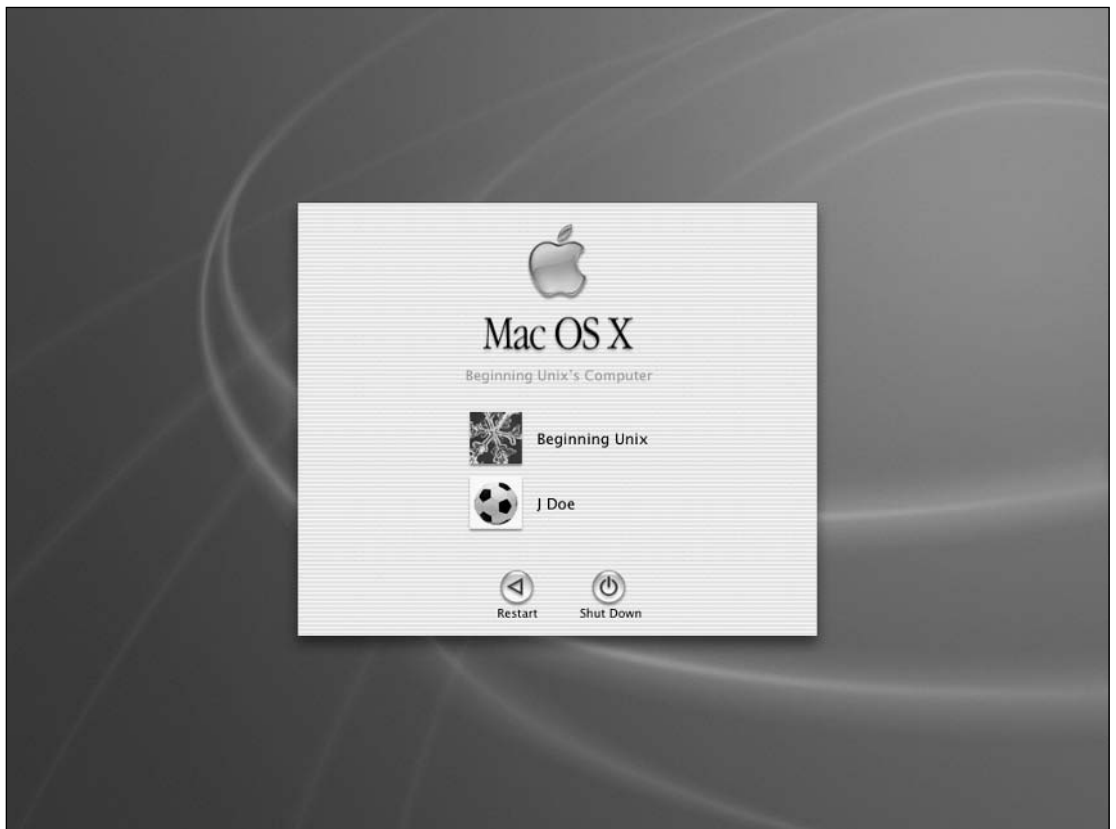 Mac OS X
Beginning Unix's Computer
Beginning Unix
J Doe
Restart
Shut Down